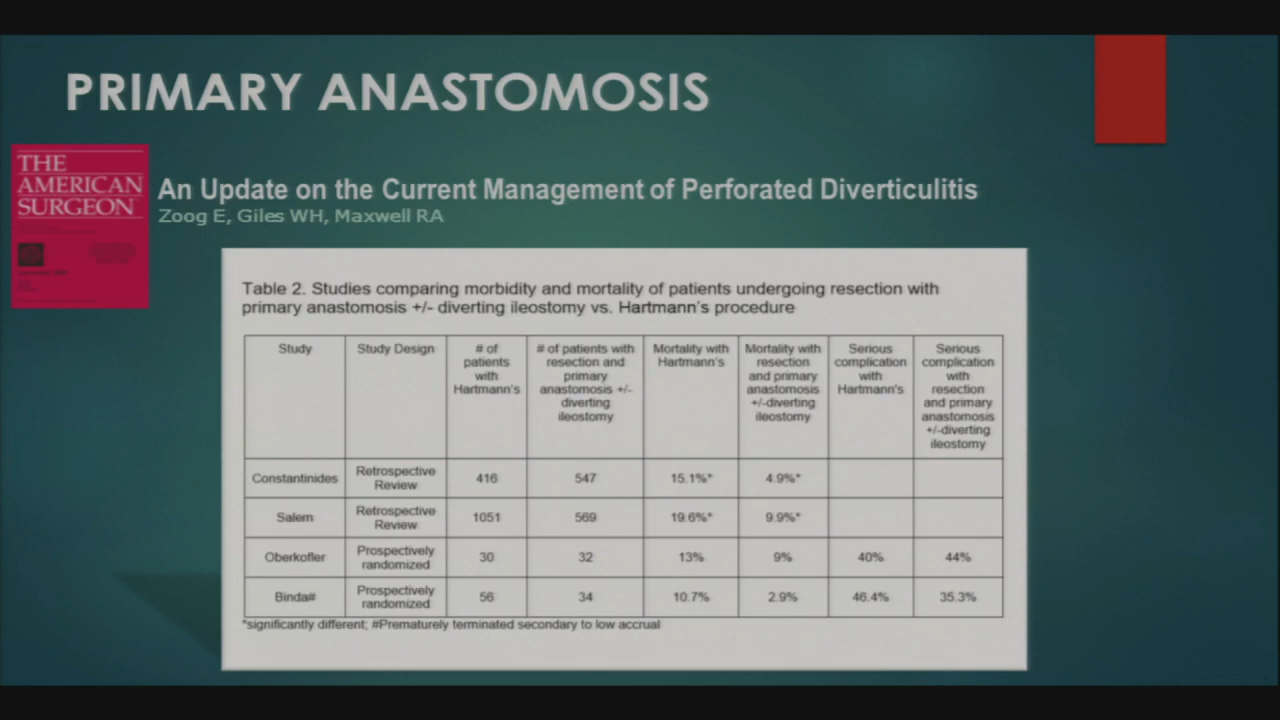 PRIMARY ANASTOMOSIS
THE
AMERICAN
SURGEON
An Update on the Current Management of Perforated Diverticulitis
Zoog E, Giles WH, Maxwell RA
Table 2. Studies comparing morbidity and mortality of patients undergoing resection with
primary anastomosis +/- diverting ileostomy vs. Hartmann's procedure
Study
Study Design
# of
patients
with
Hartmann's
# of patients with
resection and
primary
anastomosis +/-
diverting
ileostomy
Mortality with
Hartmann's
Mortality with
resection
and primary
anastomosis
+/-diverting
ileostomy
Serious
complication
with
Hartmann's
Serious
complication
with
resection
and primary
anastomosis
+/-diverting
ileostomy
Constantinides
Retrospective
Review
416
547
15.1%*
4.9%*
Salem
Retrospective
Review
1051
569
19.6%*
9.9%*
Oberkofler
Prospectively
randomized
30
32
13%
9%
40%
44%
Binda#
Prospectively
randomized
56
34
10.7%
2.9%
46.4%
35.3%
*significantly different; #Prematurely terminated secondary to low accrual